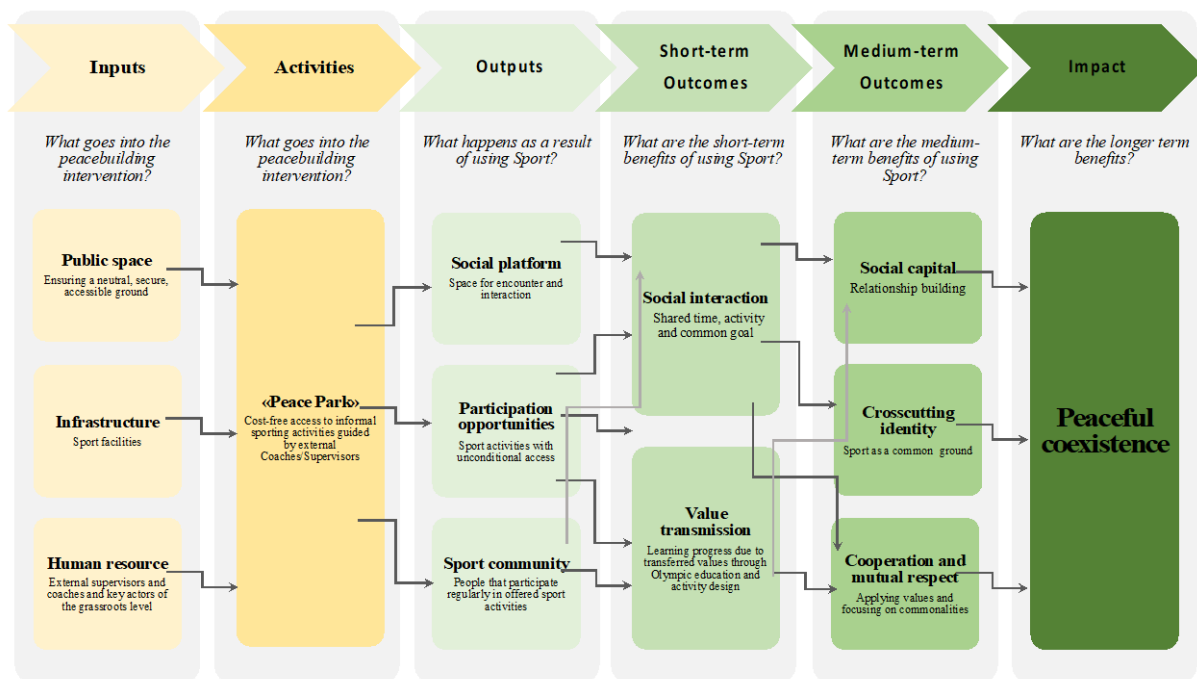 Inputs
Activities
Outputs
Short-term
Outcomes
Medium-term
Outcomes
Impact
What goes into the
peacebuilding
intervention?
What goes into the
peacebuilding
intervention?
What happens as a result
of using Sport?
What are the short-term
benefits of using Sport?
What are the medium-
term benefits of using
Sport?
What are the longer term
benefits?
Public space
Ensuring a neutral, secure,
accessible ground
Infrastructure
Sport facilities
Human resource
External supervisors and
coaches and key actors of
the grassroots level
«Peace Park»
Cost-free access to informal
sporting activities guided
by external
Coaches/Supervisors
Social platform
Space for encounter and
interaction
Participation
opportunities
Sport activities with
unconditional access
Sport community
People that participate
regularly in offered sport
activities
Social interaction
Shared time, activity
and common goal
Value
transmission
Learning progress due to
transferred values through
Olympic education and
activity design
Social capital
Relationship building
Crosscutting
identity
Sport as a common ground
Cooperation and
mutual respect
Applying values and
focusing on commonalities
Peaceful
coexistence